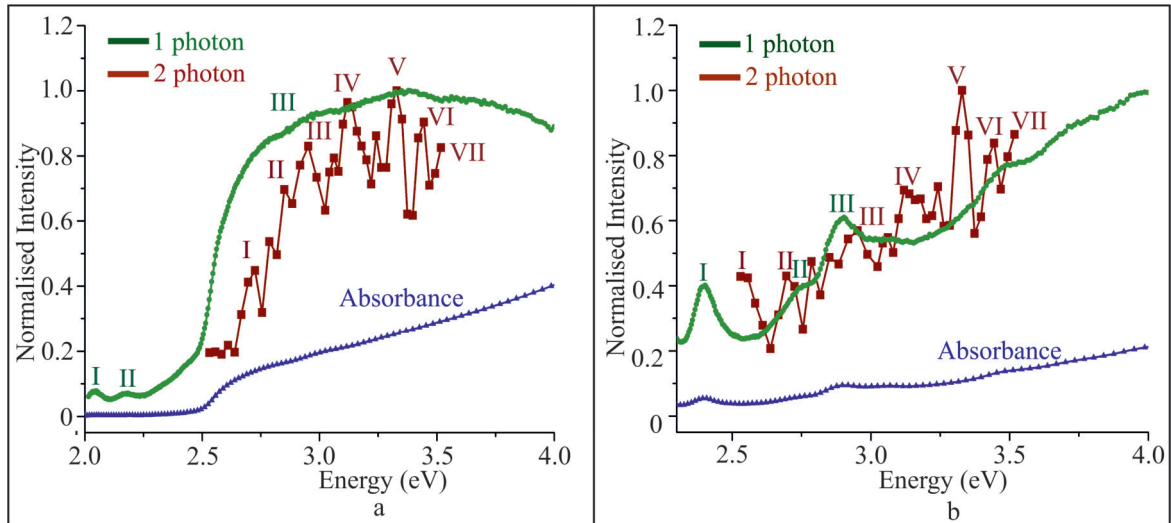 1.2
1.0
0.8
0.6
0.4
0.2
0
Normalised Intensity
1 photon
2 photon
I
II
III
I
II
III
IV
V
VI
VII
Absorbance
2.0
2.5
3.0
3.5
4.0
Energy (eV)
a
1.2
1.0
0.8
0.6
0.4
0.2
0
Normalised Intensity
1 photon
2 photon
I
II
III
I
II
III
IV
V
VI
VII
Absorbance
2.5
3.0
3.5
4.0
Energy (eV)
b